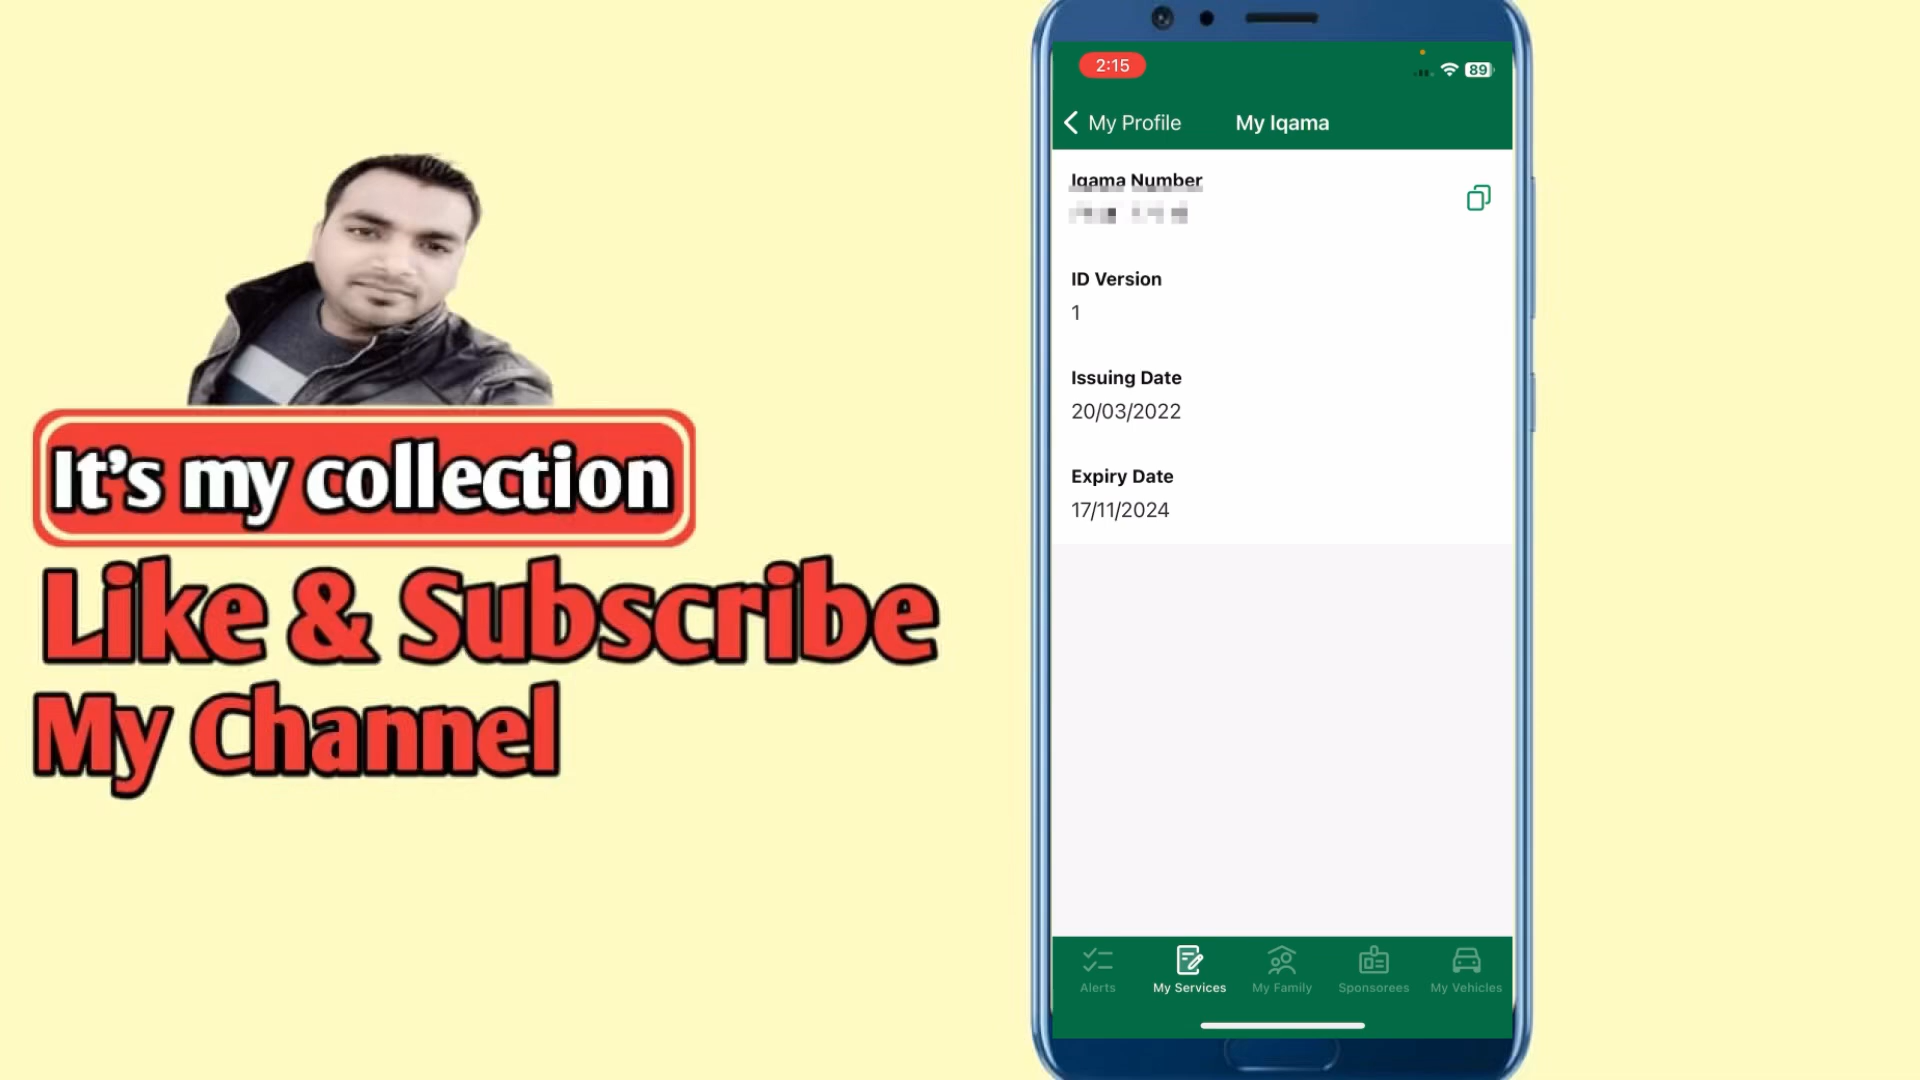 It's my collection
Like & Subscribe
My Channel
2:15
89
My Profile
My Iqama
Iqama Number
ID Version
1
Issuing Date
20/03/2022
Expiry Date
17/11/2024
Alerts
My Services
My Family
Sponsorees
My Vehicles